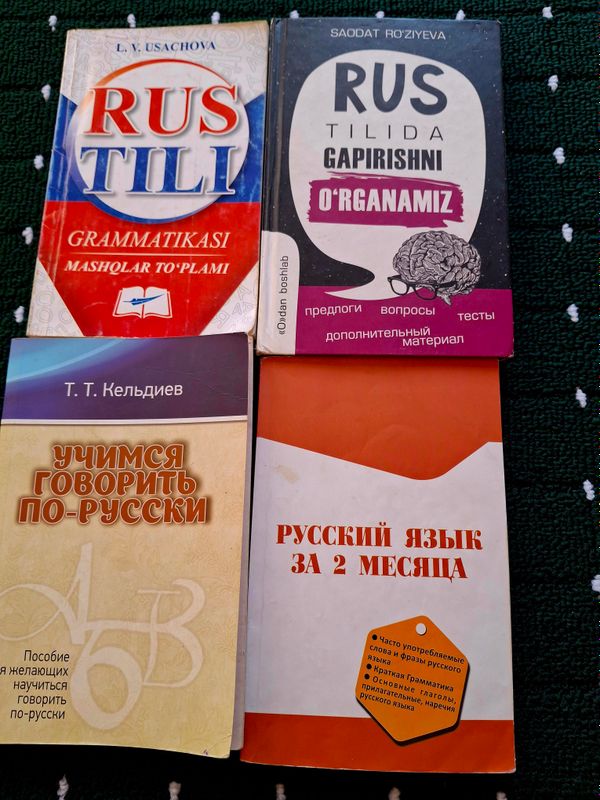 L. V. USACHOVA
RUS
TILI
GRAMMATIKASI
MASHQLAR TO'PLAMI
SAODAT RO'ZIYEVA
RUS
TILIDA
GAPIRISHNI
O'RGANAMIZ
«O»dan boshlab
предлоги вопросы тесты
дополнительный
материал
Т. Т. Кельдиев
УЧИМСЯ
ГОВОРИТЬ
ПО-РУССКИ
АБВ
Пособие
я желающих
научиться
говорить
по-русски
РУССКИЙ ЯЗЫК
ЗА 2 МЕСЯЦА
● Часто употребляемые
слова и фразы русского
языка
● Краткая Грамматика
● Основные глаголы,
прилагательные, наречия
русского языка